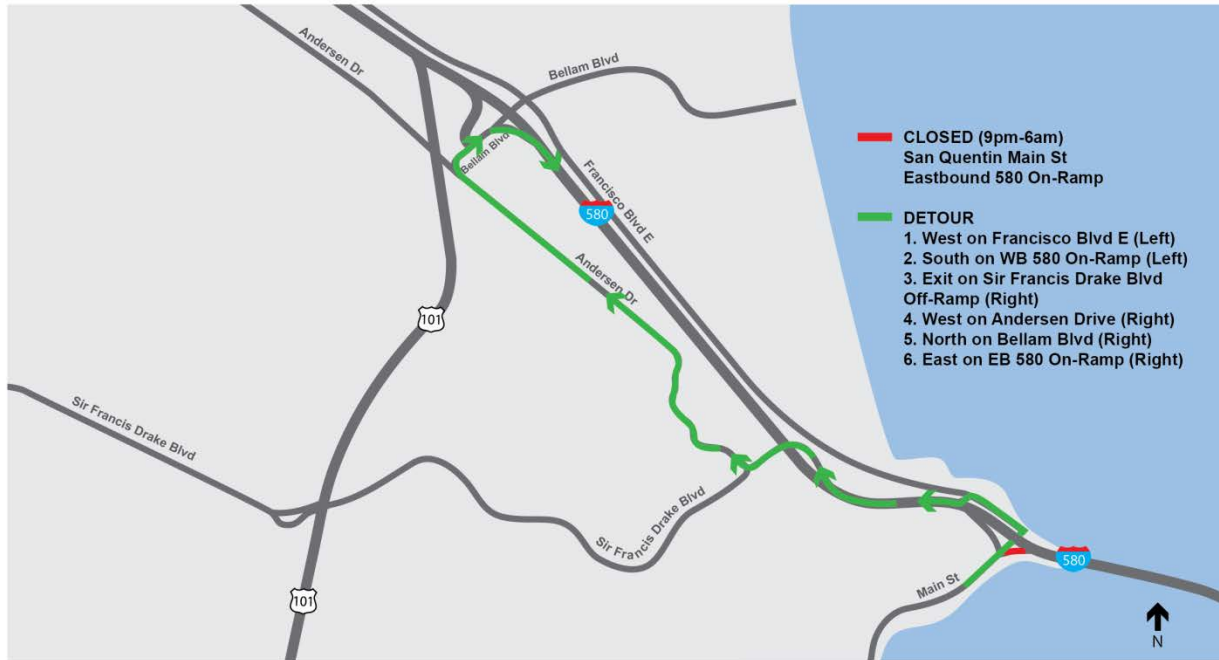 Andersen Dr
Bellam Blvd
Bellam Blvd
Francisco Blvd E
580
Andersen Dr
101
Sir Francis Drake Blvd
Sir Francis Drake Blvd
Main St
580
101
N
CLOSED (9pm-6am)
San Quentin Main St
Eastbound 580 On-Ramp
DETOUR
1. West on Francisco Blvd E (Left)
2. South on WB 580 On-Ramp (Left)
3. Exit on Sir Francis Drake Blvd
Off-Ramp (Right)
4. West on Andersen Drive (Right)
5. North on Bellam Blvd (Right)
6. East on EB 580 On-Ramp (Right)